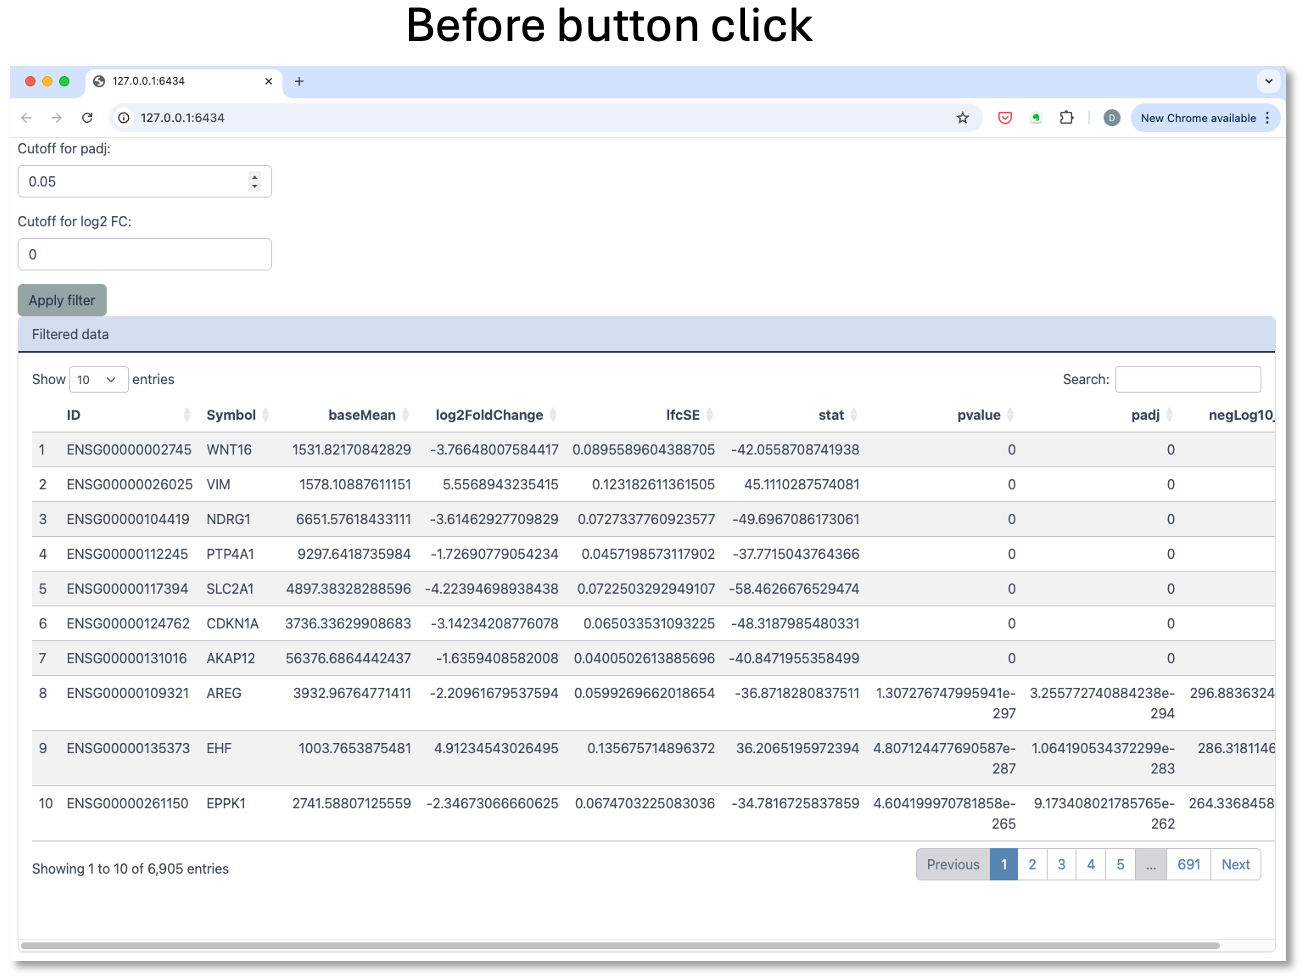 Before button click
127.0.0.1:6434
127.0.0.1:6434
D
New Chrome available
Cutoff for padj:
0.05
Cutoff for log2 FC:
0
Apply filter
Filtered data
Show 10 entries Search:
ID Symbol baseMean log2FoldChange lfcSE stat pvalue padj negLog10_
1 ENSG00000002745 WNT16 1531.82170842829 -3.76648007584417 0.0895589604388705 -42.0558708741938 0 0
2 ENSG00000026025 VIM 1578.10887611151 5.5568943235415 0.123182611361505 45.1110287574081 0 0
3 ENSG00000104419 NDRG1 6651.57618433111 -3.61462927709829 0.0727337760923577 -49.6967086173061 0 0
4 ENSG00000112245 PTP4A1 9297.6418735984 -1.72690779054234 0.0457198573117902 -37.7715043764366 0 0
5 ENSG00000117394 SLC2A1 4897.38328288596 -4.22394698938438 0.0722503292949107 -58.4626676529474 0 0
6 ENSG00000124762 CDKN1A 3736.33629908683 -3.14234208776078 0.065033531093225 -48.3187985480331 0 0
7 ENSG00000131016 AKAP12 56376.6864442437 -1.6359408582008 0.0400502613885696 -40.8471955358499 0 0
8 ENSG00000109321 AREG 3932.96764771411 -2.20961679537594 0.0599269662018654 -36.8718280837511 1.307276747995941e- 3.255772740884238e- 296.8836324
297 294
9 ENSG00000135373 EHF 1003.7653875481 4.91234543026495 0.135675714896372 36.2065195972394 4.807124477690587e- 1.064190534372299e- 286.3181146
287 283
10 ENSG00000261150 EPPK1 2741.58807125559 -2.34673066660625 0.0674703225083036 -34.7816725837859 4.604199970781858e- 9.173408021785765e- 264.3368458
265 262
Showing 1 to 10 of 6,905 entries Previous 1 2 3 4 5 ... 691 Next